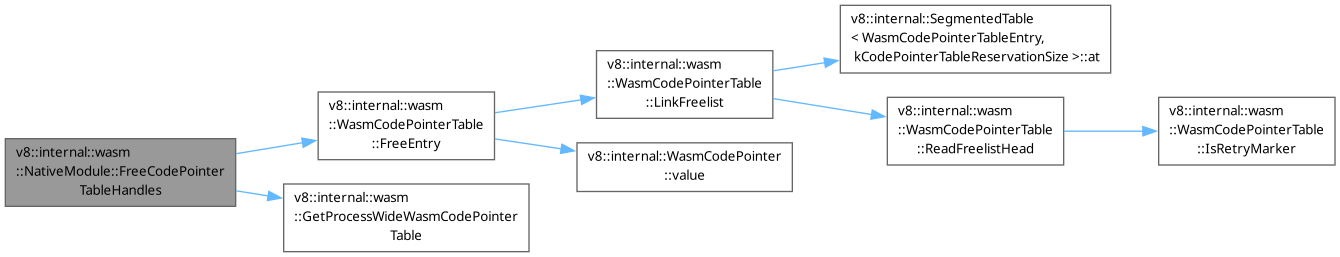 v8::internal::wasm
::NativeModule::FreeCodePointer
TableHandles
v8::internal::wasm
::WasmCodePointerTable
::FreeEntry
v8::internal::wasm
::GetProcessWideWasmCodePointer
Table
v8::internal::wasm
::WasmCodePointerTable
::LinkFreelist
v8::internal::WasmCodePointer
::value
v8::internal::SegmentedTable
< WasmCodePointerTableEntry,
kCodePointerTableReservationSize >::at
v8::internal::wasm
::WasmCodePointerTable
::ReadFreelistHead
v8::internal::wasm
::WasmCodePointerTable
::IsRetryMarker